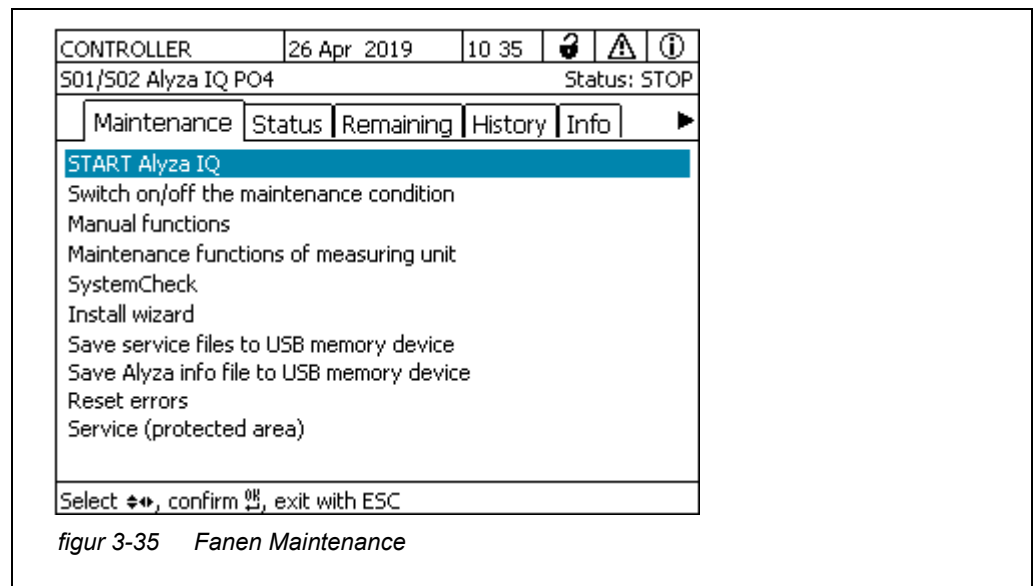 CONTROLLER 26 Apr 2019 10 35
S01/S02 Alyza IQ PO4 Status: STOP
Maintenance Status Remaining History Info
START Alyza IQ
Switch on/off the maintenance condition
Manual functions
Maintenance functions of measuring unit
SystemCheck
Install wizard
Save service files to USB memory device
Save Alyza info file to USB memory device
Reset errors
Service (protected area)
Select , confirm OK, exit with ESC
figur 3-35 Fanen Maintenance